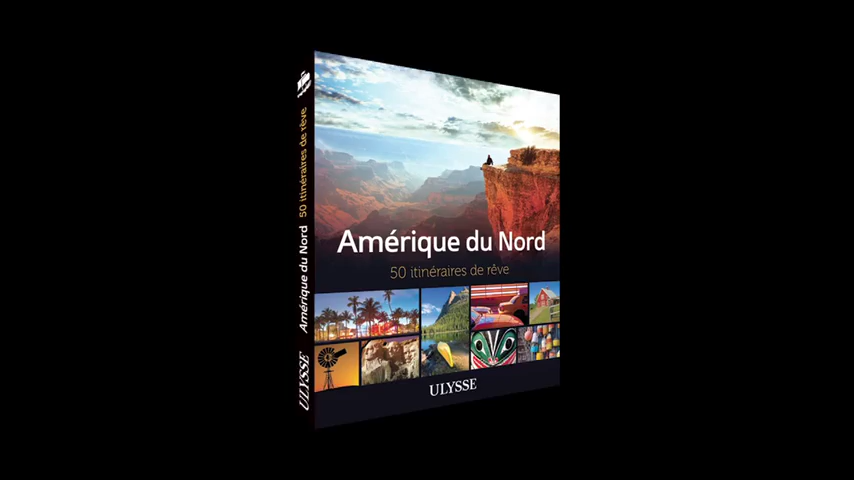 Amérique du Nord
50 itinéraires de rêve
ULYSSE
ULYSSE Amérique du Nord 50 itinéraires de rêve